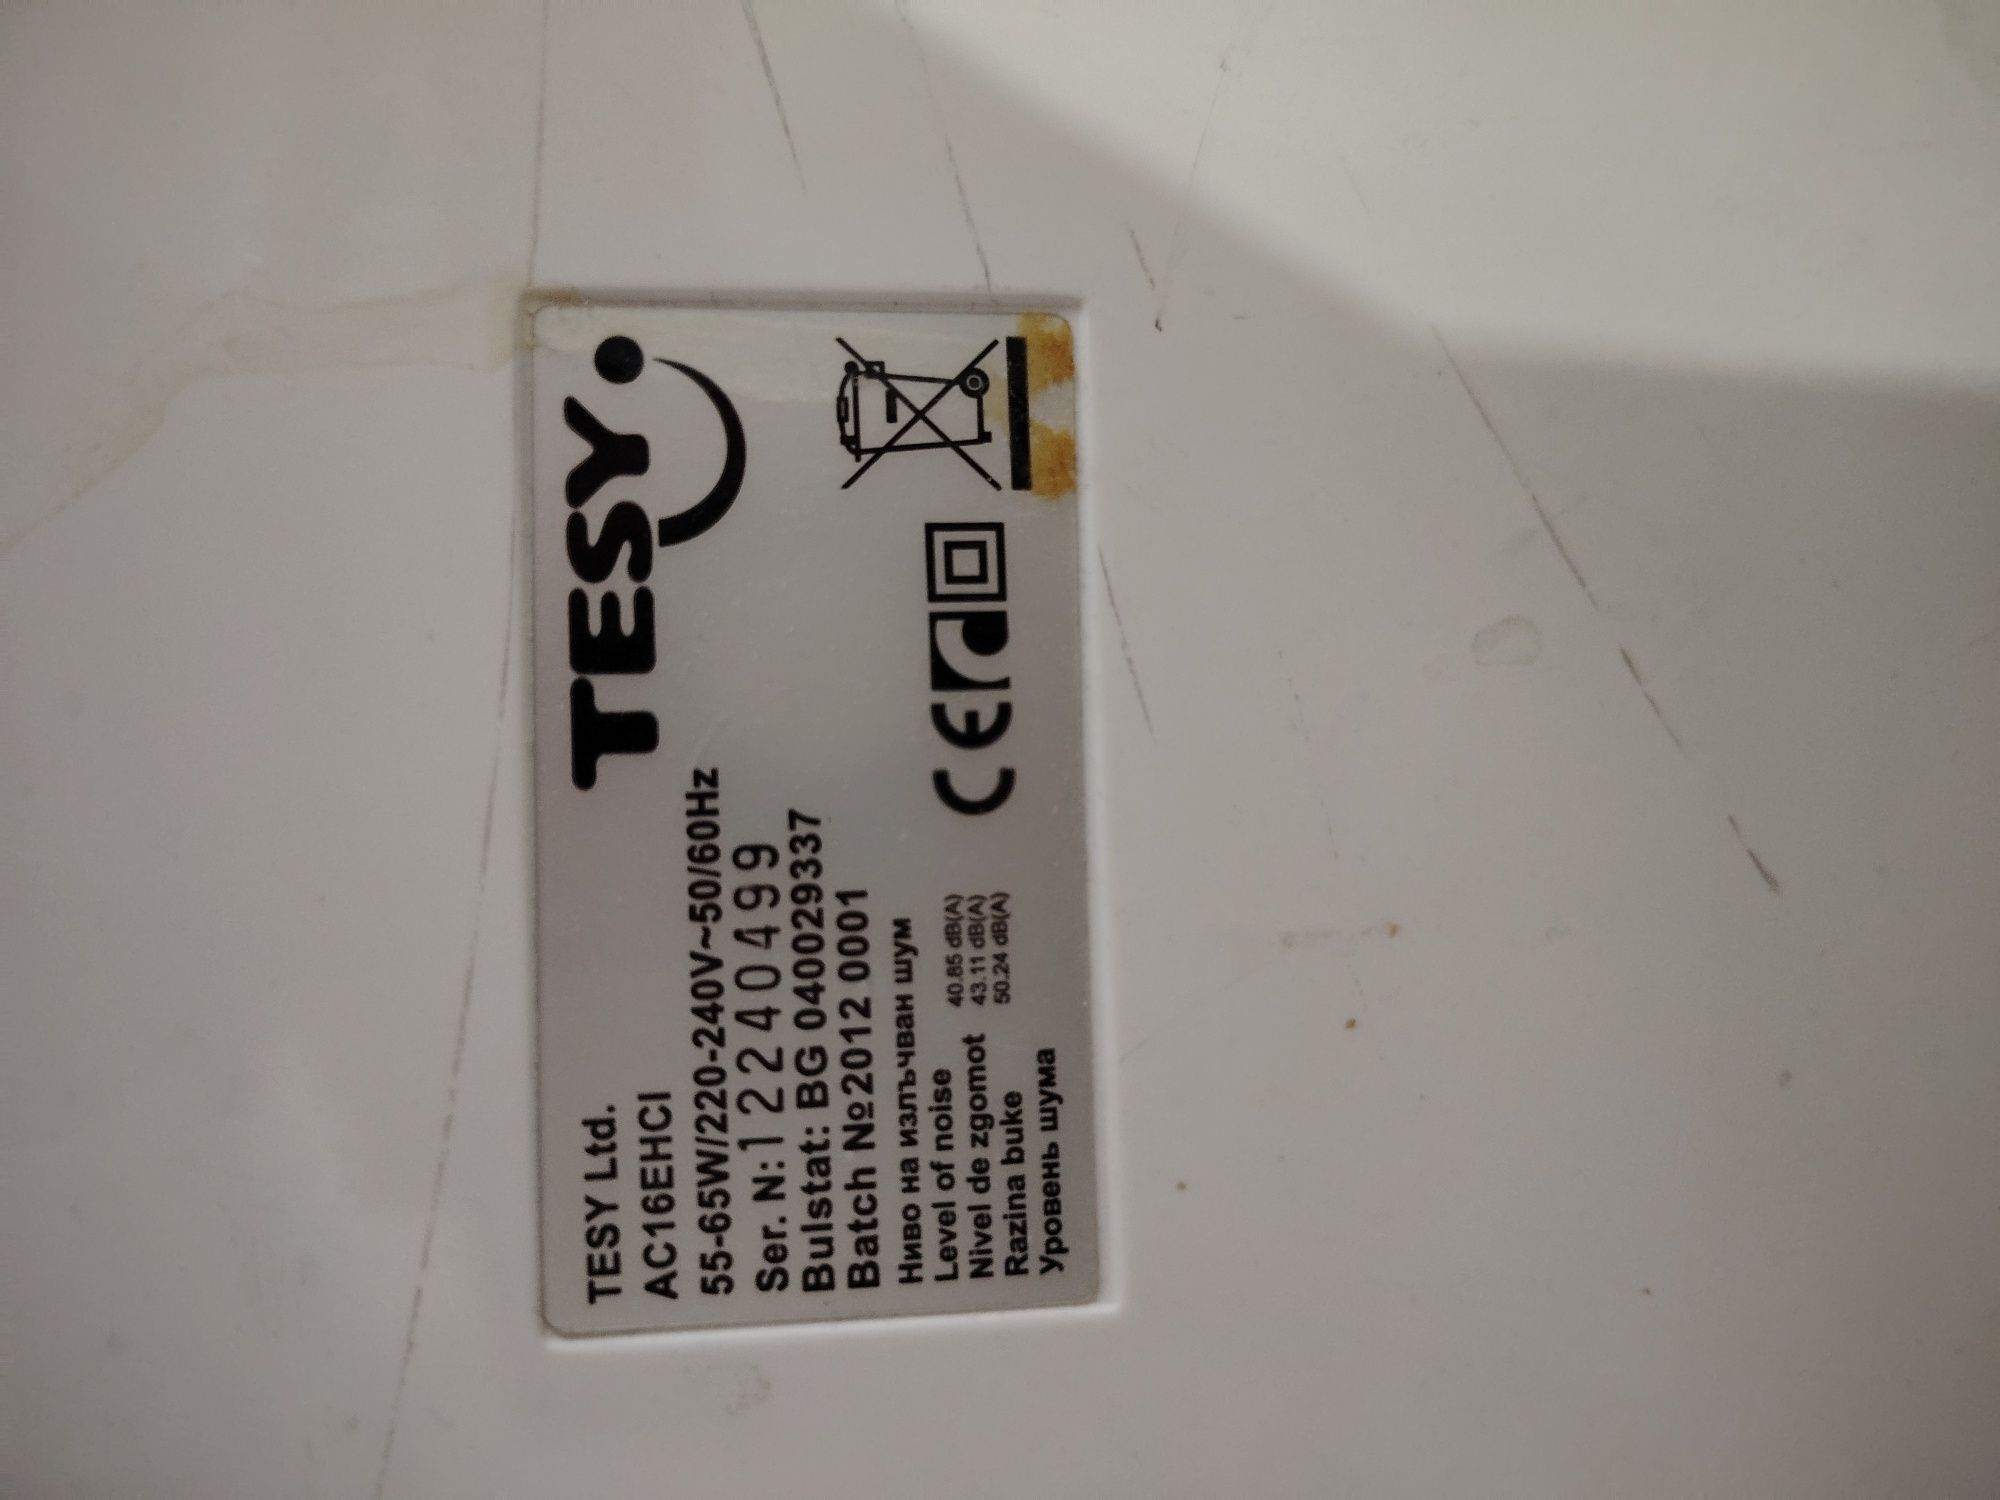 TESY
TESY Ltd.
AC16EHCI
55-65W/220-240V~50/60Hz
Ser. N:12240499
Bulstat: BG 040029337
Batch №2012 0001
Ниво на излъчван шум
Level of noise 40.85 dB(A)
Nivel de zgomot 43.11 dB(A)
Razina buke 50.24 dB(A)
Уровень шума
CE